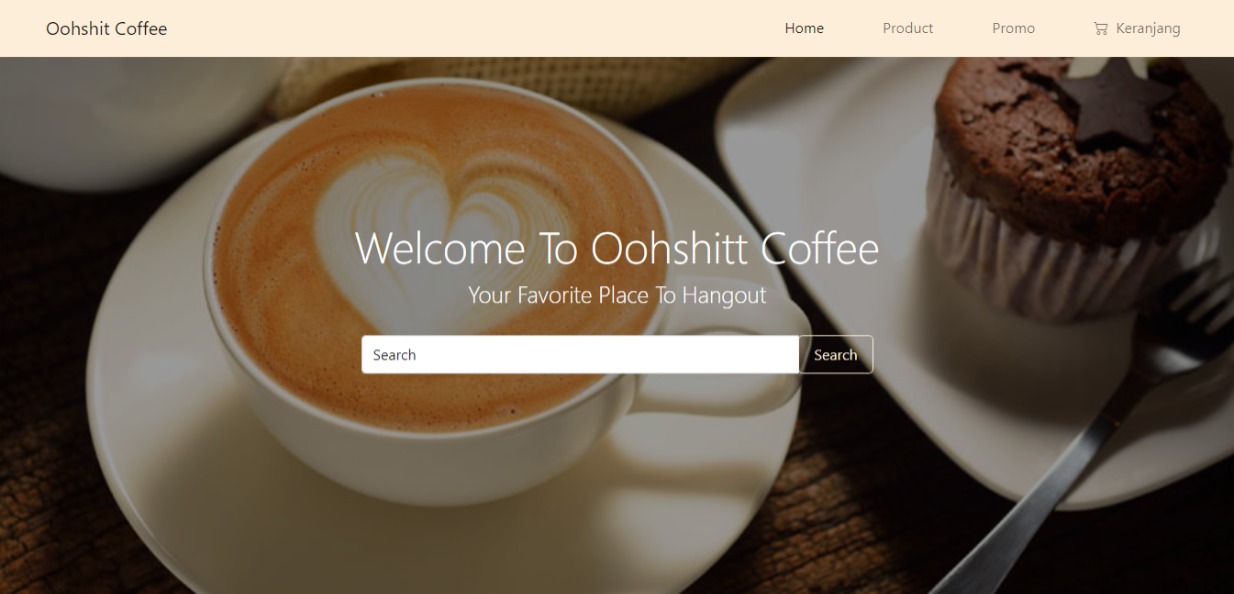 Oohshit Coffee
Home
Product
Promo
Keranjang
Welcome To Oohshitt Coffee
Your Favorite Place To Hangout
Search
Search